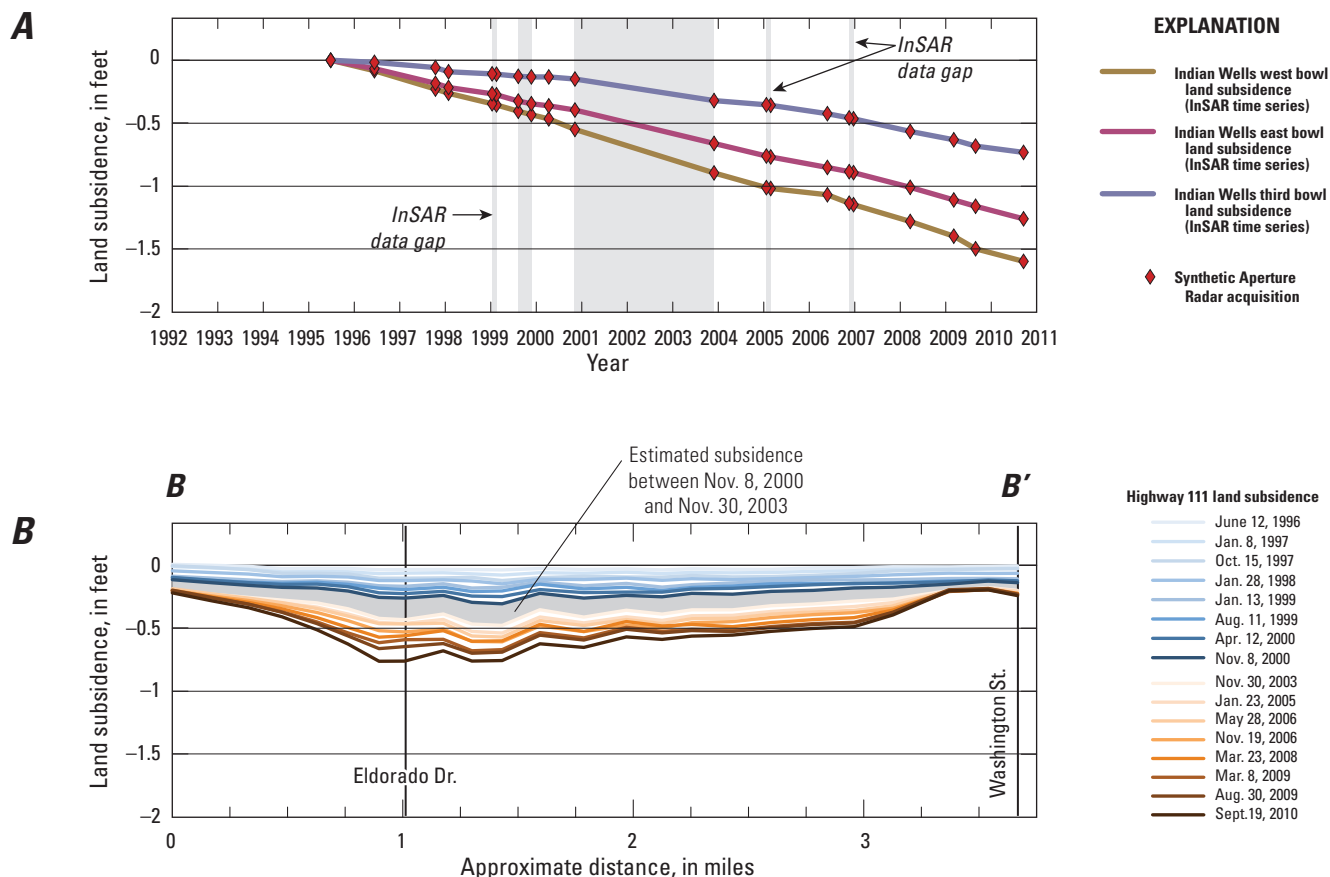 A
0
–0.5
–1
–1.5
–2
Land subsidence, in feet
InSAR
data gap
InSAR
data gap
1992 1993 1994 1995 1996 1997 1998 1999 2000 2001 2002 2003 2004 2005 2006 2007 2008 2009 2010 2011
Year
EXPLANATION
Indian Wells west bowl
land subsidence
(InSAR time series)
Indian Wells east bowl
land subsidence
(InSAR time series)
Indian Wells third bowl
land subsidence
(InSAR time series)
Synthetic Aperture
Radar acquisition
Estimated subsidence
between Nov. 8, 2000
and Nov. 30, 2003
B
B'
B
0
–0.5
–1
–1.5
–2
Land subsidence, in feet
Eldorado Dr.
Washington St.
0 1 2 3
Approximate distance, in miles
Highway 111 land subsidence
June 12, 1996
Jan. 8, 1997
Oct. 15, 1997
Jan. 28, 1998
Jan. 13, 1999
Aug. 11, 1999
Apr. 12, 2000
Nov. 8, 2000
Nov. 30, 2003
Jan. 23, 2005
May 28, 2006
Nov. 19, 2006
Mar. 23, 2008
Mar. 8, 2009
Aug. 30, 2009
Sept.19, 2010